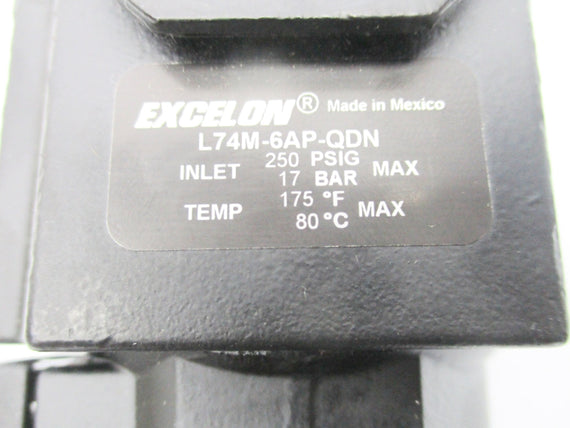 EXCELON® Made in Mexico
L74M-6AP-QDN
INLET 250 PSIG MAX
17 BAR
TEMP 175 °F MAX
80 °C